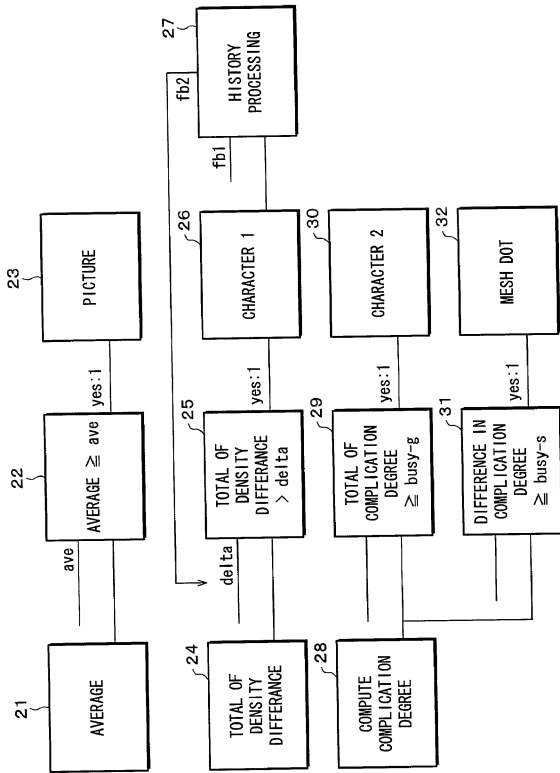 21
AVERAGE
ave
22
AVERAGE ≧ ave
yes:1
23
PICTURE
24
TOTAL OF
DENSITY
DIFFERANCE
delta
25
TOTAL OF
DENSITY
DIFFERANCE
> delta
yes:1
26
CHARACTER 1
fb1
fb2
27
HISTORY
PROCESSING
28
COMPUTE
COMPLICATION
DEGREE
29
TOTAL OF
COMPLICATION
DEGREE
≧ busy-g
yes:1
30
CHARACTER 2
31
DIFFERENCE IN
COMPLICATION
DEGREE
≧ busy-s
yes:1
32
MESH DOT